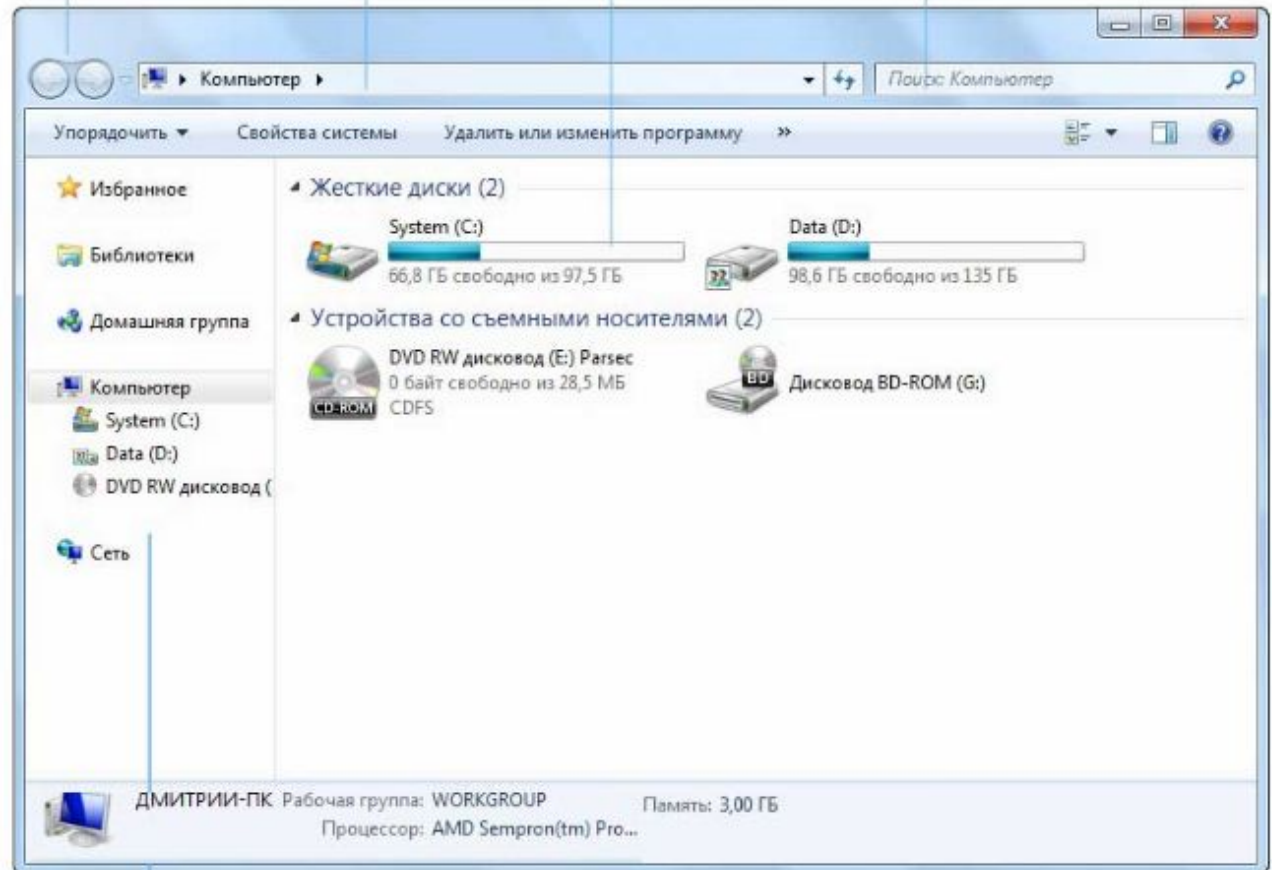 Компьютер
Поиск: Компьютер
Упорядочить Свойства системы Удалить или изменить программу »
Избранное
Библиотеки
Домашняя группа
Компьютер
System (C:)
Data (D:)
DVD RW дисковод (
Сеть
Жесткие диски (2)
System (C:)
66,8 ГБ свободно из 97,5 ГБ
Data (D:)
98,6 ГБ свободно из 135 ГБ
Устройства со съемными носителями (2)
DVD RW дисковод (E:) Parsec
0 байт свободно из 28,5 МБ
CDFS
CD-ROM
BD
Дисковод BD-ROM (G:)
ДМИТРИИ-ПК Рабочая группа: WORKGROUP Память: 3,00 ГБ
Процессор: AMD Sempron(tm) Pro...